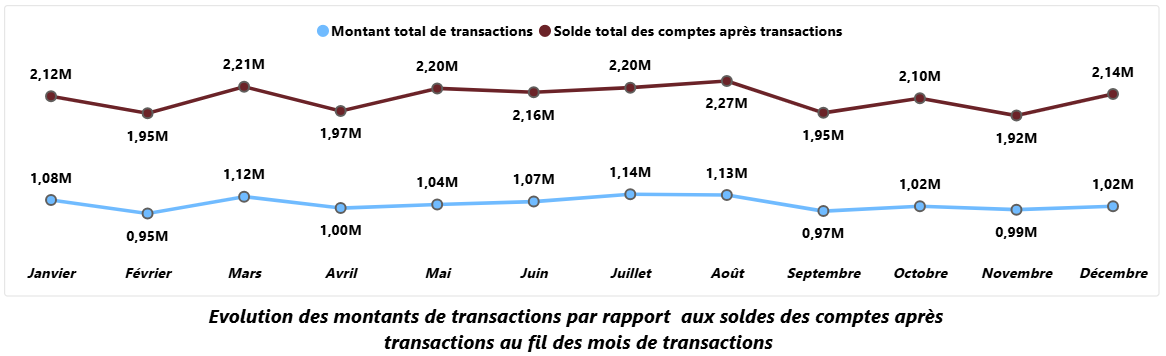 Montant total de transactions Solde total des comptes après transactions
2,12M 2,21M 2,20M 2,20M 2,10M 2,14M
1,95M 1,97M 2,16M 2,27M 1,95M 1,92M
1,08M 1,12M 1,04M 1,07M 1,14M 1,13M 1,02M 1,02M
0,95M 1,00M 0,97M 0,99M
Janvier Février Mars Avril Mai Juin Juillet Août Septembre Octobre Novembre Décembre
Evolution des montants de transactions par rapport aux soldes des comptes après
transactions au fil des mois de transactions